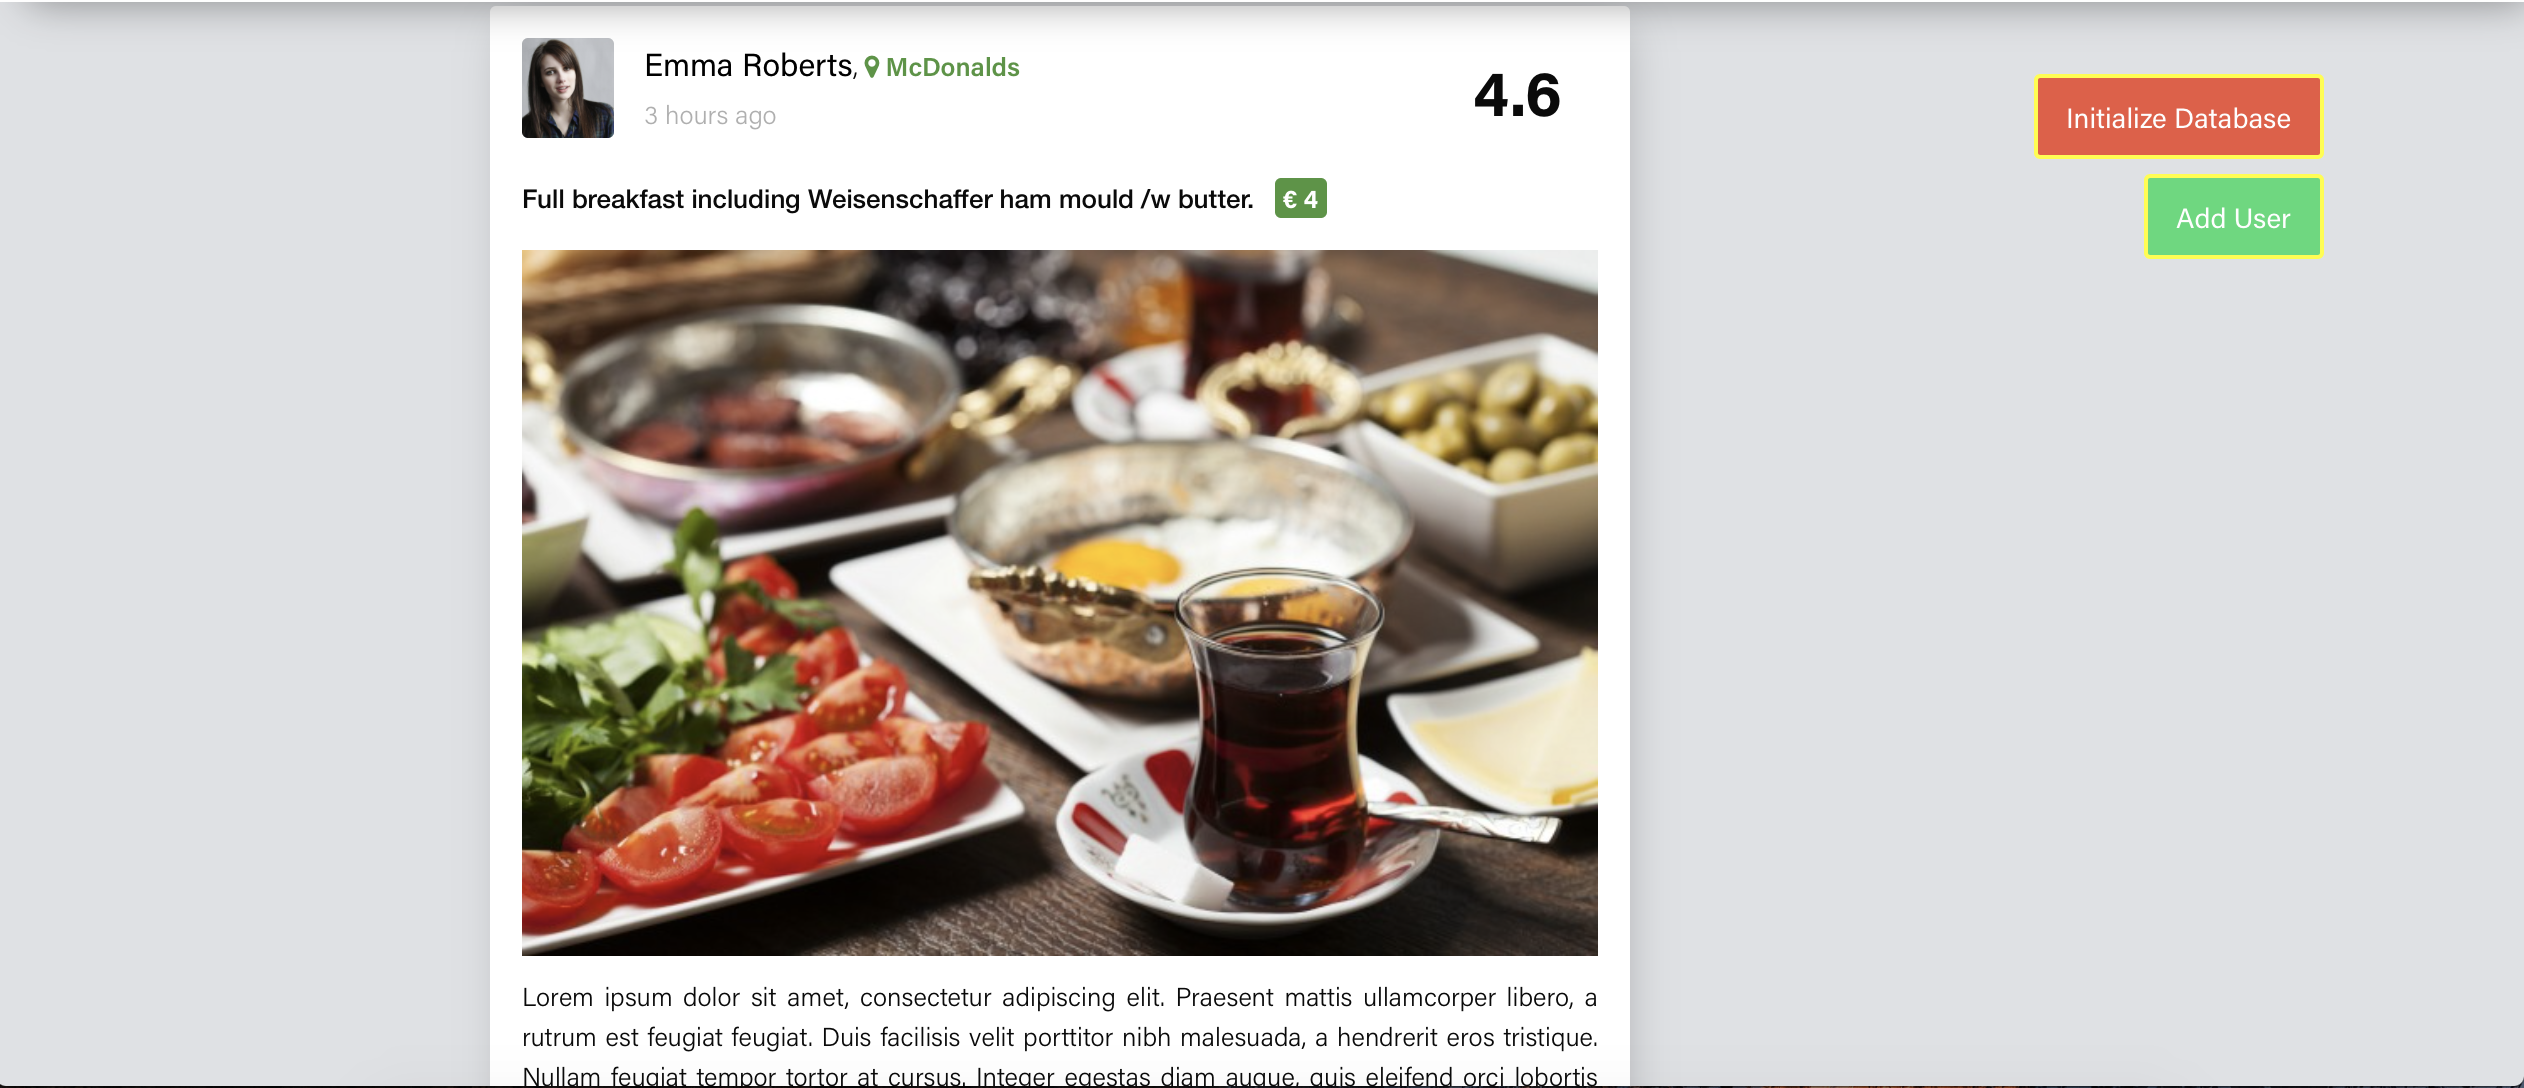 Emma Roberts, McDonalds
3 hours ago
4.6
Initialize Database
Add User
Full breakfast including Weisenschaffer ham mould /w butter. € 4
Lorem ipsum dolor sit amet, consectetur adipiscing elit. Praesent mattis ullamcorper libero, a
rutrum est feugiat feugiat. Duis facilisis velit porttitor nibh malesuada, a hendrerit eros tristique.
Nullam feugiat tempor tortor at cursus. Integer egestas diam augue, quis eleifend orci lobortis